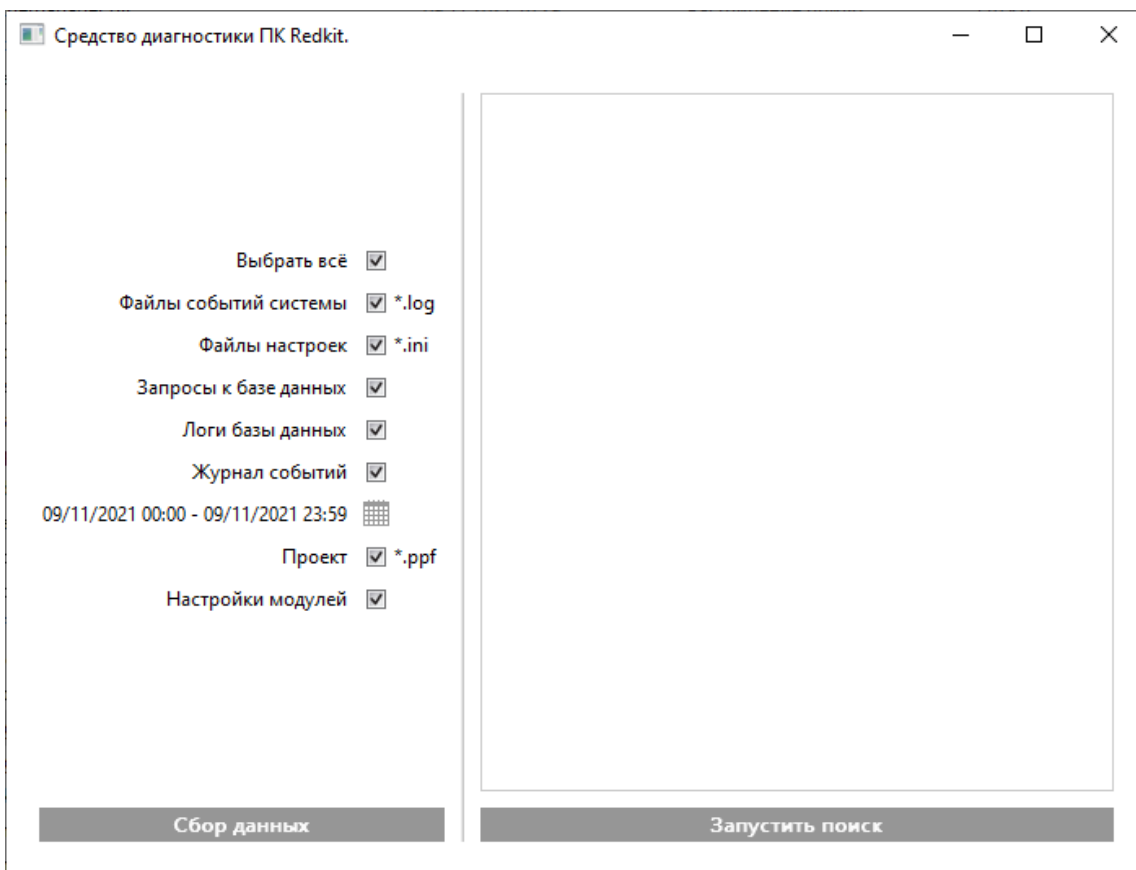 Средство диагностики ПК Redkit.
Выбрать всё
Файлы событий системы *.log
Файлы настроек *.ini
Запросы к базе данных
Логи базы данных
Журнал событий
09/11/2021 00:00 - 09/11/2021 23:59
Проект *.ppf
Настройки модулей
Сбор данных
Запустить поиск